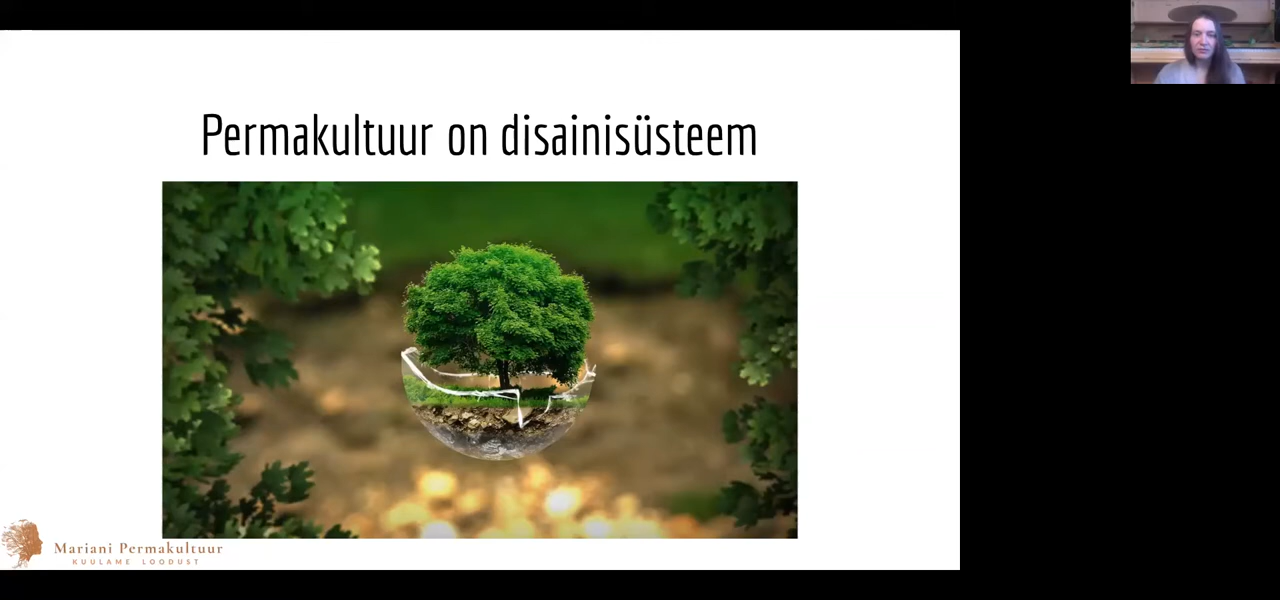 Permakultuur on disainisüsteem
Mariani Permakultuur
KUULAME LOODUST